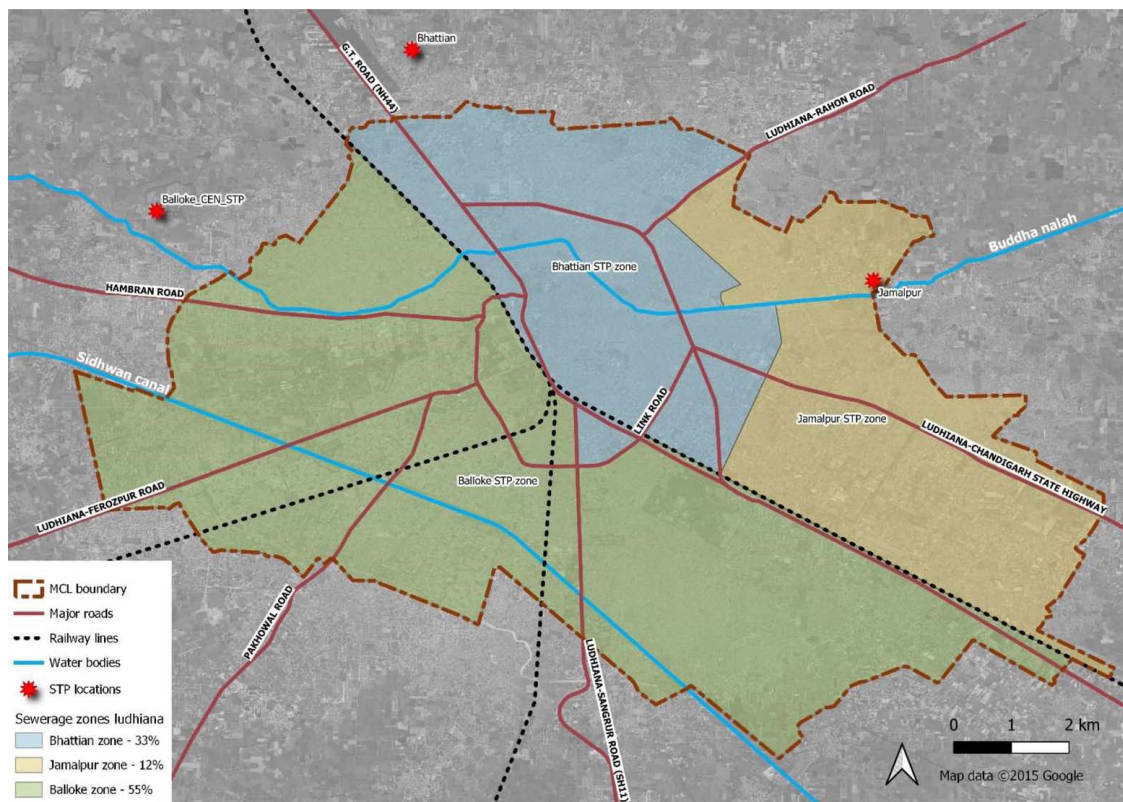 Bhattian
G.T. ROAD (NH44)
LUDHIANA-RAHON ROAD
Balloke_CEN_STP
Buddha nalah
Bhattian STP zone
HAMBRAN ROAD
Jamalpur
Sidhwan canal
LINK ROAD
Jamalpur STP zone
LUDHIANA-CHANDIGARH STATE HIGHWAY
Balloke STP zone
LUDHIANA-FEROZPUR ROAD
PAKHOWAL ROAD
LUDHIANA-SANGRUR ROAD (SH11)
MCL boundary
Major roads
Railway lines
Water bodies
STP locations
Sewerage zones ludhiana
Bhattian zone - 33%
Jamalpur zone - 12%
Balloke zone - 55%
0 1 2 km
Map data ©2015 Google